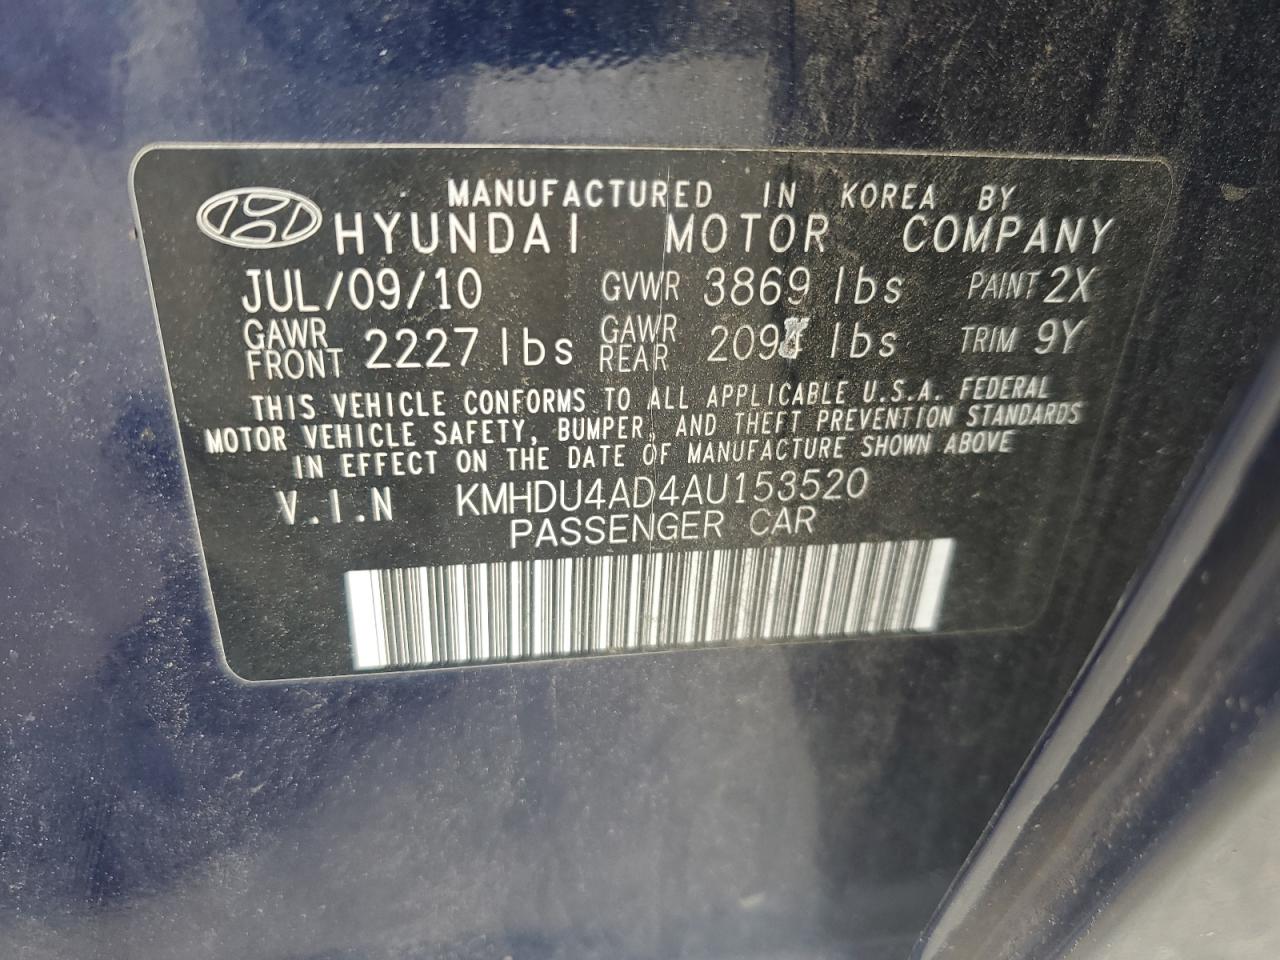 MANUFACTURED IN KOREA BY
HYUNDAI MOTOR COMPANY
JUL/09/10 GVWR 3869 lbs PAINT 2X
GAWR FRONT 2227 lbs GAWR REAR lbs TRIM 9Y
THIS VEHICLE CONFORMS TO ALL APPLICABLE U.S.A. FEDERAL
MOTOR VEHICLE SAFETY, BUMPER, AND THEFT PREVENTION STANDARDS
IN EFFECT ON THE DATE OF MANUFACTURE SHOWN ABOVE
V.I.N KMHDU4AD4AU153520
PASSENGER CAR